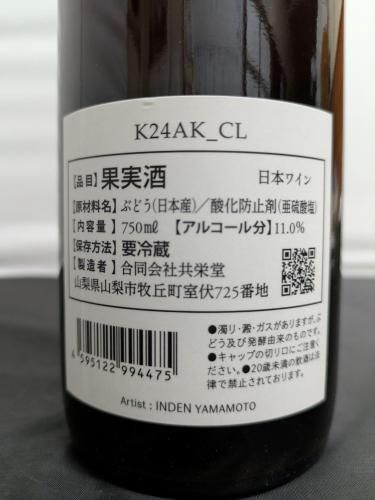 K24AK_CL
【品目】果実酒 日本ワイン
【原材料名】ぶどう(日本産)／酸化防止剤(亜硫酸塩)
【内容量】750mℓ 【アルコール分】11.0%
【保存方法】要冷蔵
【製造者】合同会社共栄堂
山梨県山梨市牧丘町室伏725番地
●濁り・澱・ガスがありますが、ぶ
どう及び発酵由来のものです。
●キャップの切り口にご注意く
ださい。●20歳未満の飲酒は法
律で禁止されております。
4 595122 994475
Artist : INDEN YAMAMOTO